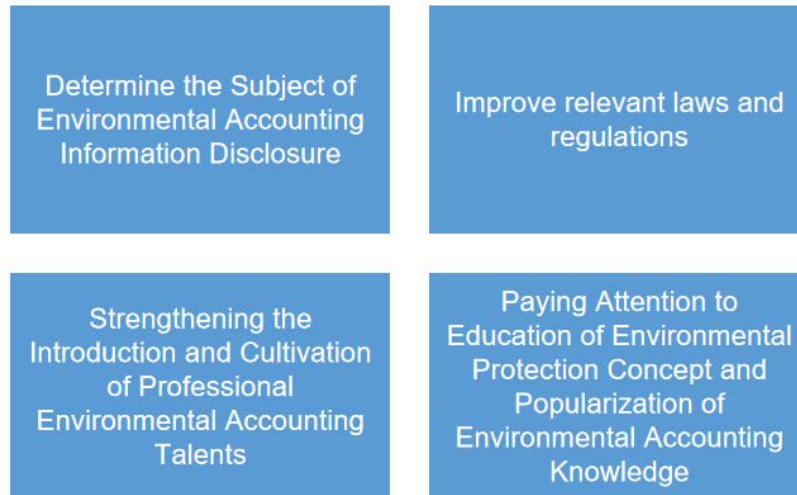 Determine the Subject of
Environmental Accounting
Information Disclosure
Improve relevant laws and
regulations
Strengthening the
Introduction and Cultivation
of Professional
Environmental Accounting
Talents
Paying Attention to
Education of Environmental
Protection Concept and
Popularization of
Environmental Accounting
Knowledge